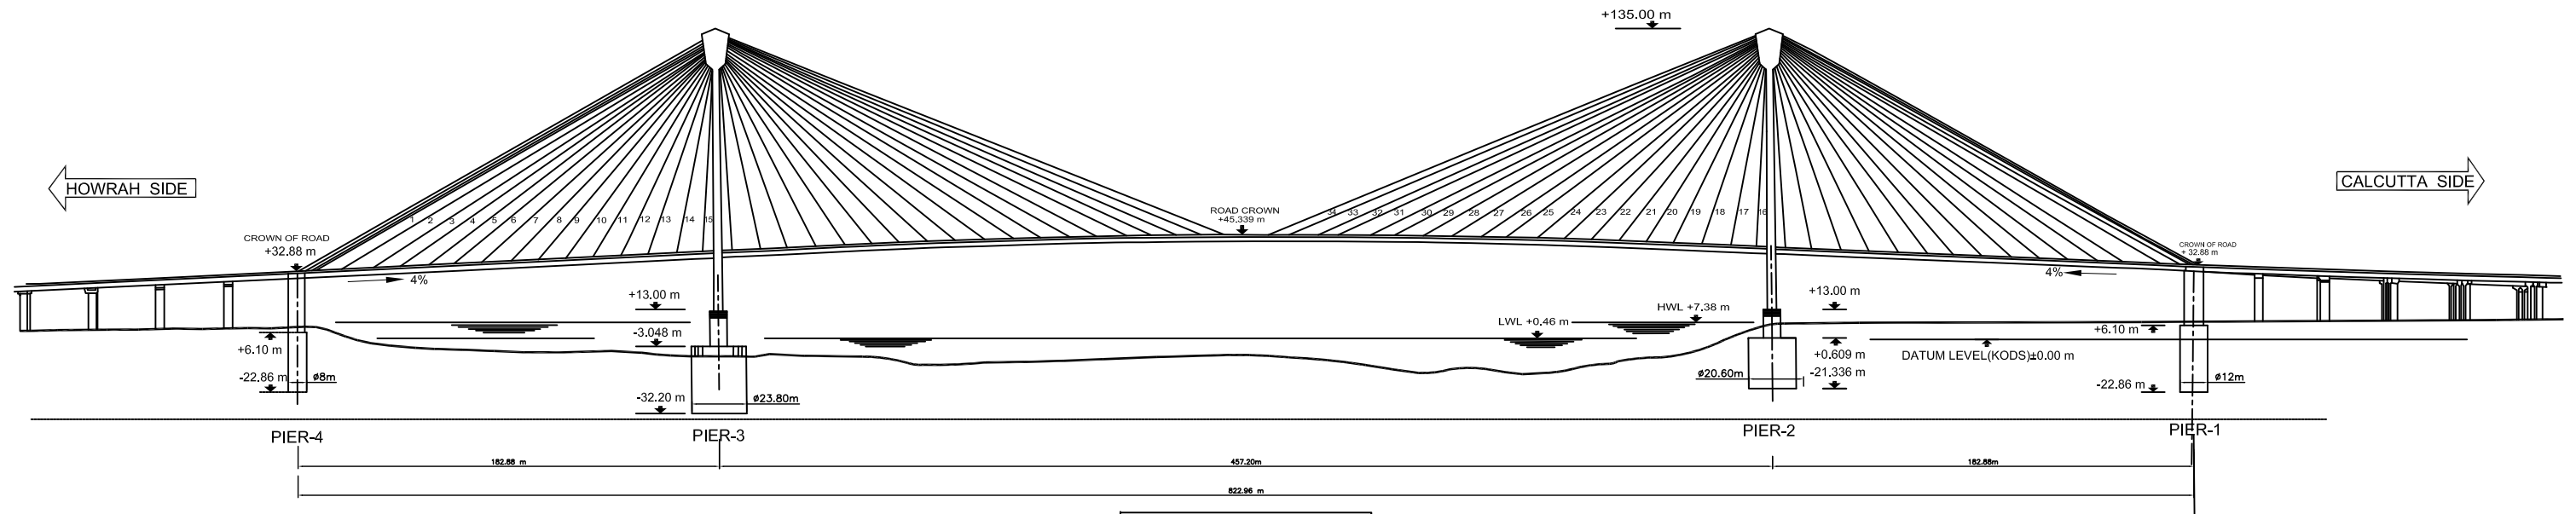 +135.00 m
HOWRAH SIDE
CALCUTTA SIDE
1 2 3 4 5 6 7 8 9 10 11 12 13 14 15
34 33 32 31 30 29 28 27 26 25 24 23 22 21 20 19 18 17 16
ROAD CROWN
+45,339 m
CROWN OF ROAD
+32.88 m
CROWN OF ROAD
+ 32.88 m
4%
4%
+13.00 m
+13.00 m
HWL +7,38 m
LWL +0,46 m
-3.048 m
+6.10 m
+6.10 m
+0.609 m
DATUM LEVEL(KODS)±0.00 m
-22.86 m
ø8m
ø20.60m
-21.336 m
-22.86 m
ø12m
-32.20 m
ø23.80m
PIER-4
PIER-3
PIER-2
PIER-1
182.88 m
457.20m
182.88m
822.96 m